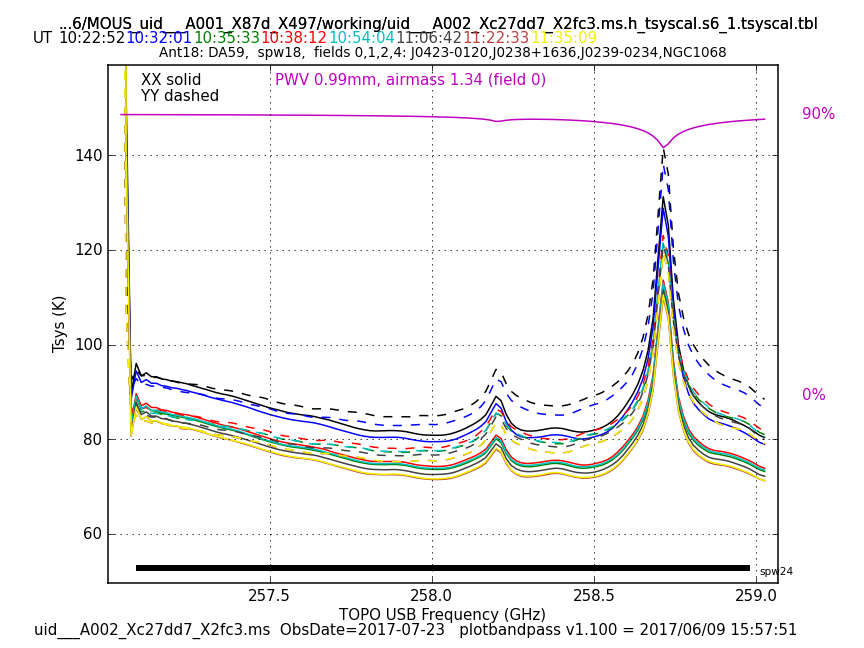 ...6/MOUS_uid___A001_X87d_X497/working/uid___A002_Xc27dd7_X2fc3.ms.h_tsyscal.s6_1.tsyscal.tbl
UT 10:22:52 10:32:01 10:35:33 10:38:12 10:54:04 11:06:42 11:22:33 11:35:09
Ant18: DA59, spw18, fields 0,1,2,4: J0423-0120,J0238+1636,J0239-0234,NGC1068
XX solid
PWV 0.99mm, airmass 1.34 (field 0)
YY dashed
90%
140
120
100
80
60
Tsys (K)
0%
spw24
257.5 258.0 258.5 259.0
TOPO USB Frequency (GHz)
uid___A002_Xc27dd7_X2fc3.ms ObsDate=2017-07-23 plotbandpass v1.100 = 2017/06/09 15:57:51